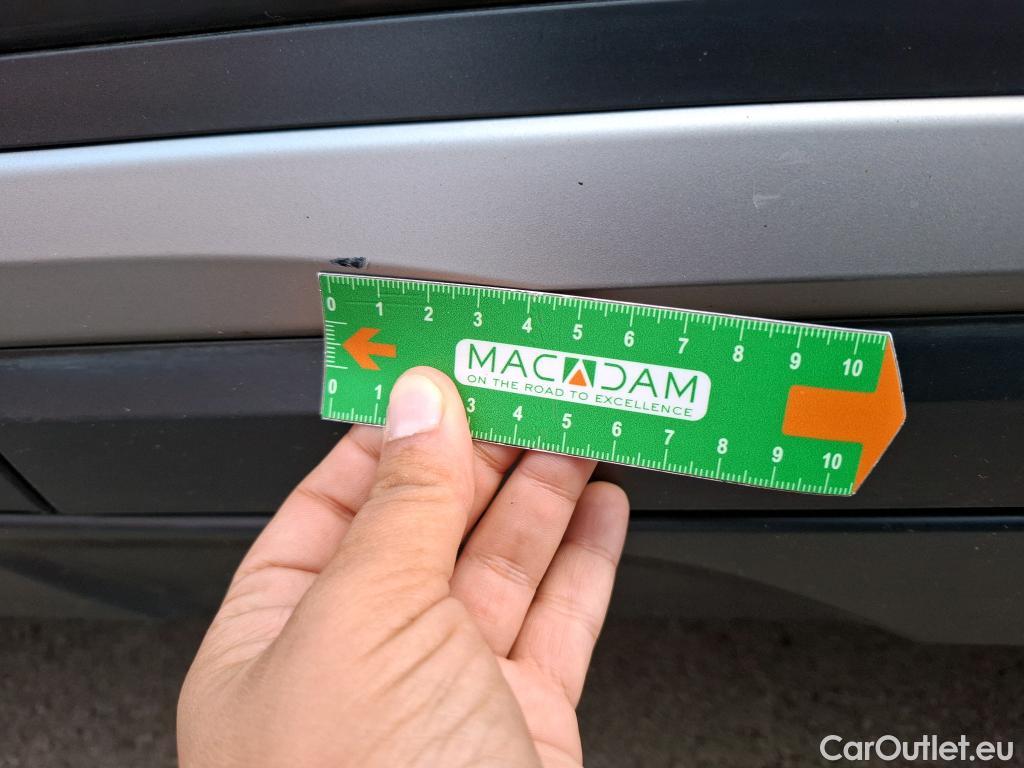 0 1 2 3 4 5 6 7 8 9 10
MACADAM
ON THE ROAD TO EXCELLENCE
0 1 3 4 5 6 7 8 9 10
CarOutlet.eu